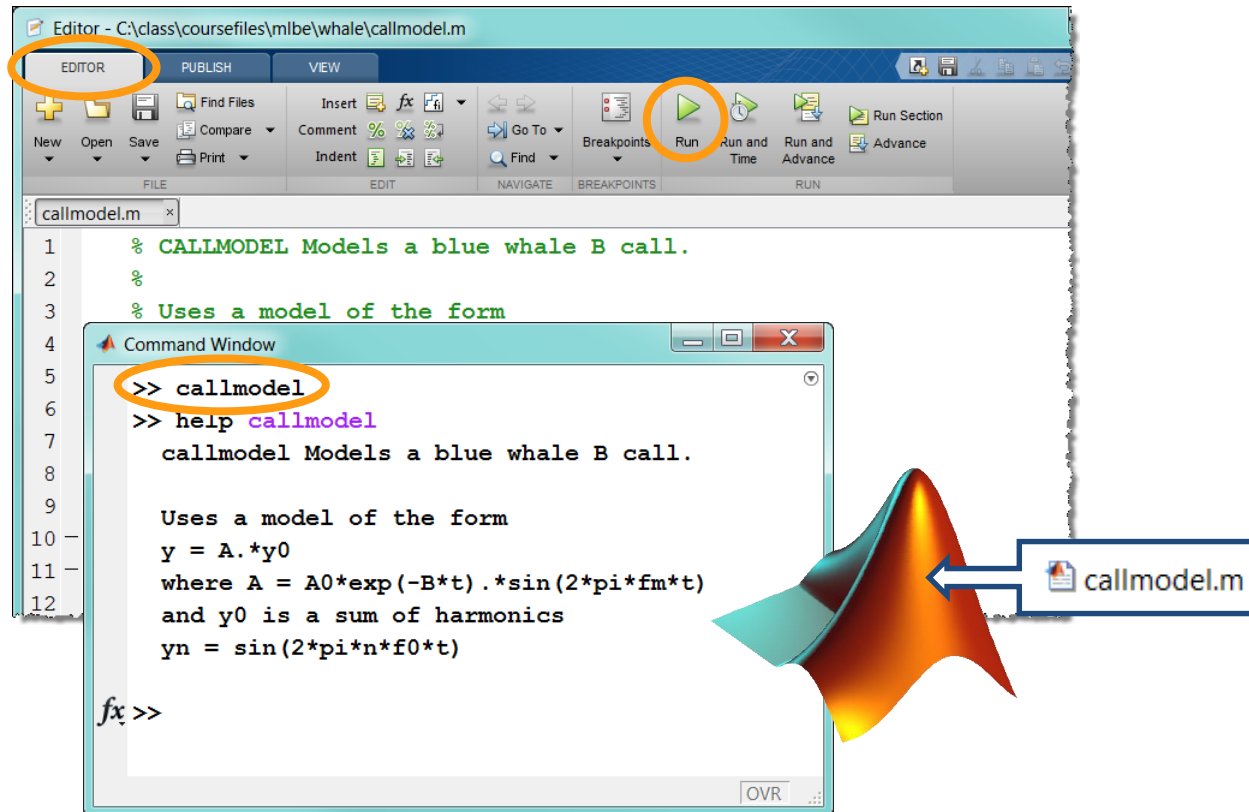 Editor - C:\class\coursefiles\mlbe\whale\callmodel.m
EDITOR PUBLISH VIEW
New Open Save
Find Files
Compare
Print
FILE
Insert fx
Comment
Indent
EDIT
Go To
Find
NAVIGATE
Breakpoints
BREAKPOINTS
Run
Run and Time
Run and Advance
Run Section
Advance
RUN
callmodel.m
1 % CALLMODEL Models a blue whale B call.
2 %
3 % Uses a model of the form
4
5
6
7
8
9
10
11
12
Command Window
>> callmodel
>> help callmodel
callmodel Models a blue whale B call.
Uses a model of the form
y = A.*y0
where A = A0*exp(-B*t).*sin(2*pi*fm*t)
and y0 is a sum of harmonics
yn = sin(2*pi*n*f0*t)
fx >>
OVR
callmodel.m